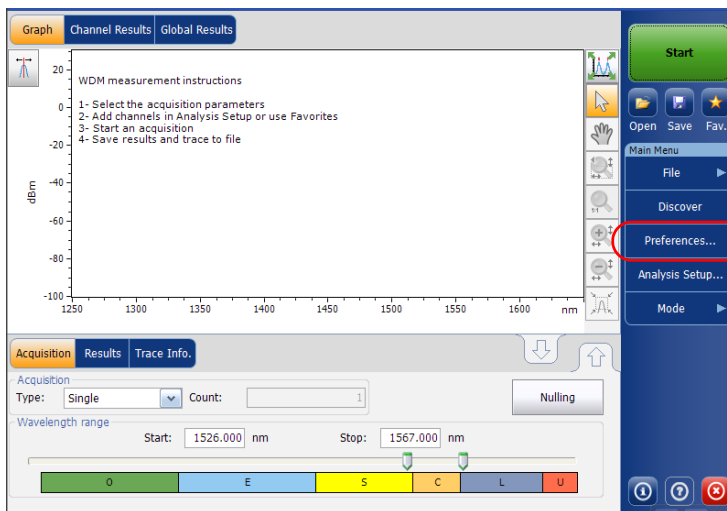 Graph Channel Results Global Results
Start
20
WDM measurement instructions
0
1- Select the acquisition parameters
2- Add channels in Analysis Setup or use Favorites
3- Start an acquisition
4- Save results and trace to file
-20
-40
-60
-80
-100
dBm
1250 1300 1350 1400 1450 1500 1550 1600 nm
1:1
Open Save Fav.
Main Menu
File
Discover
Preferences...
Analysis Setup...
Mode
Acquisition Results Trace Info.
Acquisition
Type: Single Count: 1
Nulling
Wavelength range
Start: 1526.000 nm Stop: 1567.000 nm
O E S C L U